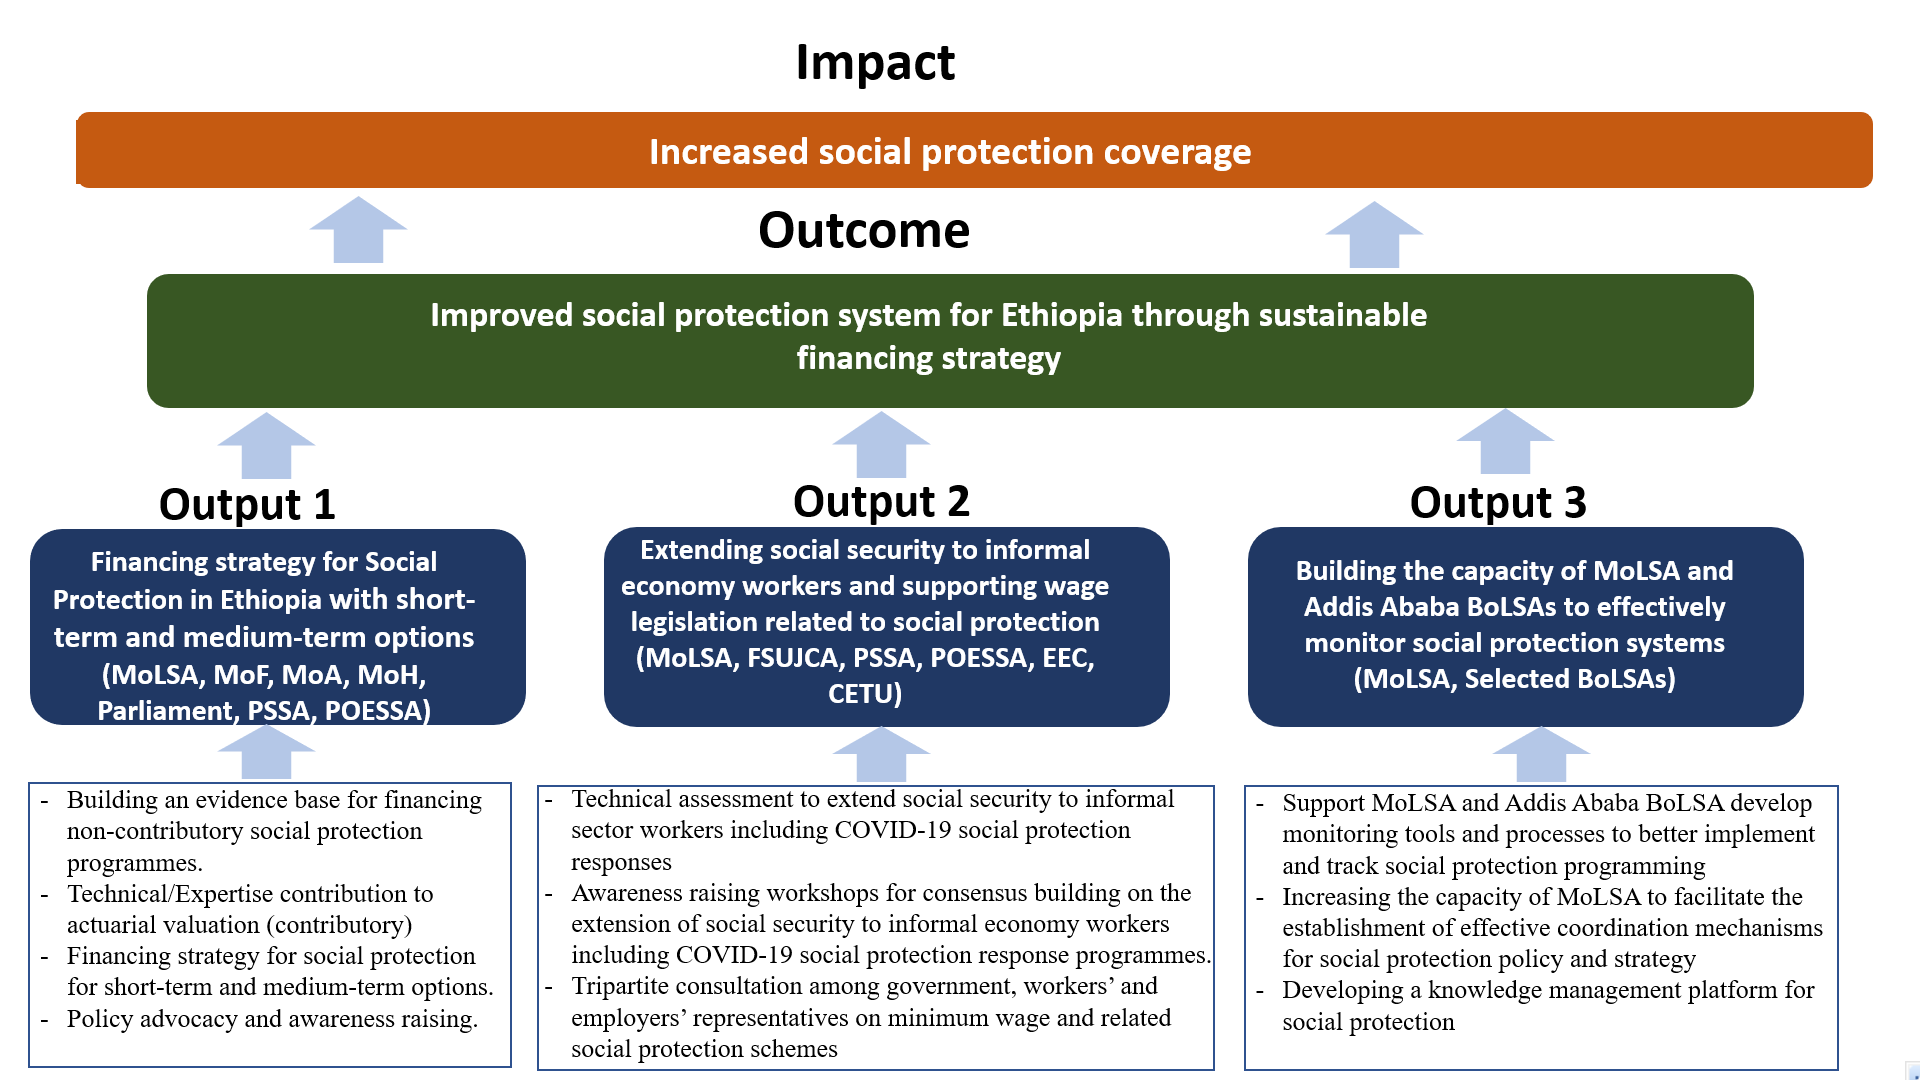 Impact
Increased social protection coverage
Outcome
Improved social protection system for Ethiopia through sustainable
financing strategy
Output 1
Financing strategy for Social
Protection in Ethiopia with short-
term and medium-term options
(MoLSA, MoF, MoA, MoH,
Parliament, PSSA, POESSA)
- Building an evidence base for financing
non-contributory social protection
programmes.
- Technical/Expertise contribution to
actuarial valuation (contributory)
- Financing strategy for social protection
for short-term and medium-term options.
- Policy advocacy and awareness raising.
Output 2
Extending social security to informal
economy workers and supporting wage
legislation related to social protection
(MoLSA, FSUJCA, PSSA, POESSA, EEC,
CETU)
- Technical assessment to extend social security to informal
sector workers including COVID-19 social protection
responses
- Awareness raising workshops for consensus building on the
extension of social security to informal economy workers
including COVID-19 social protection response programmes.
- Tripartite consultation among government, workers’ and
employers’ representatives on minimum wage and related
social protection schemes
Output 3
Building the capacity of MoLSA and
Addis Ababa BoLSAs to effectively
monitor social protection systems
(MoLSA, Selected BoLSAs)
- Support MoLSA and Addis Ababa BoLSA develop
monitoring tools and processes to better implement
and track social protection programming
- Increasing the capacity of MoLSA to facilitate the
establishment of effective coordination mechanisms
for social protection policy and strategy
- Developing a knowledge management platform for
social protection